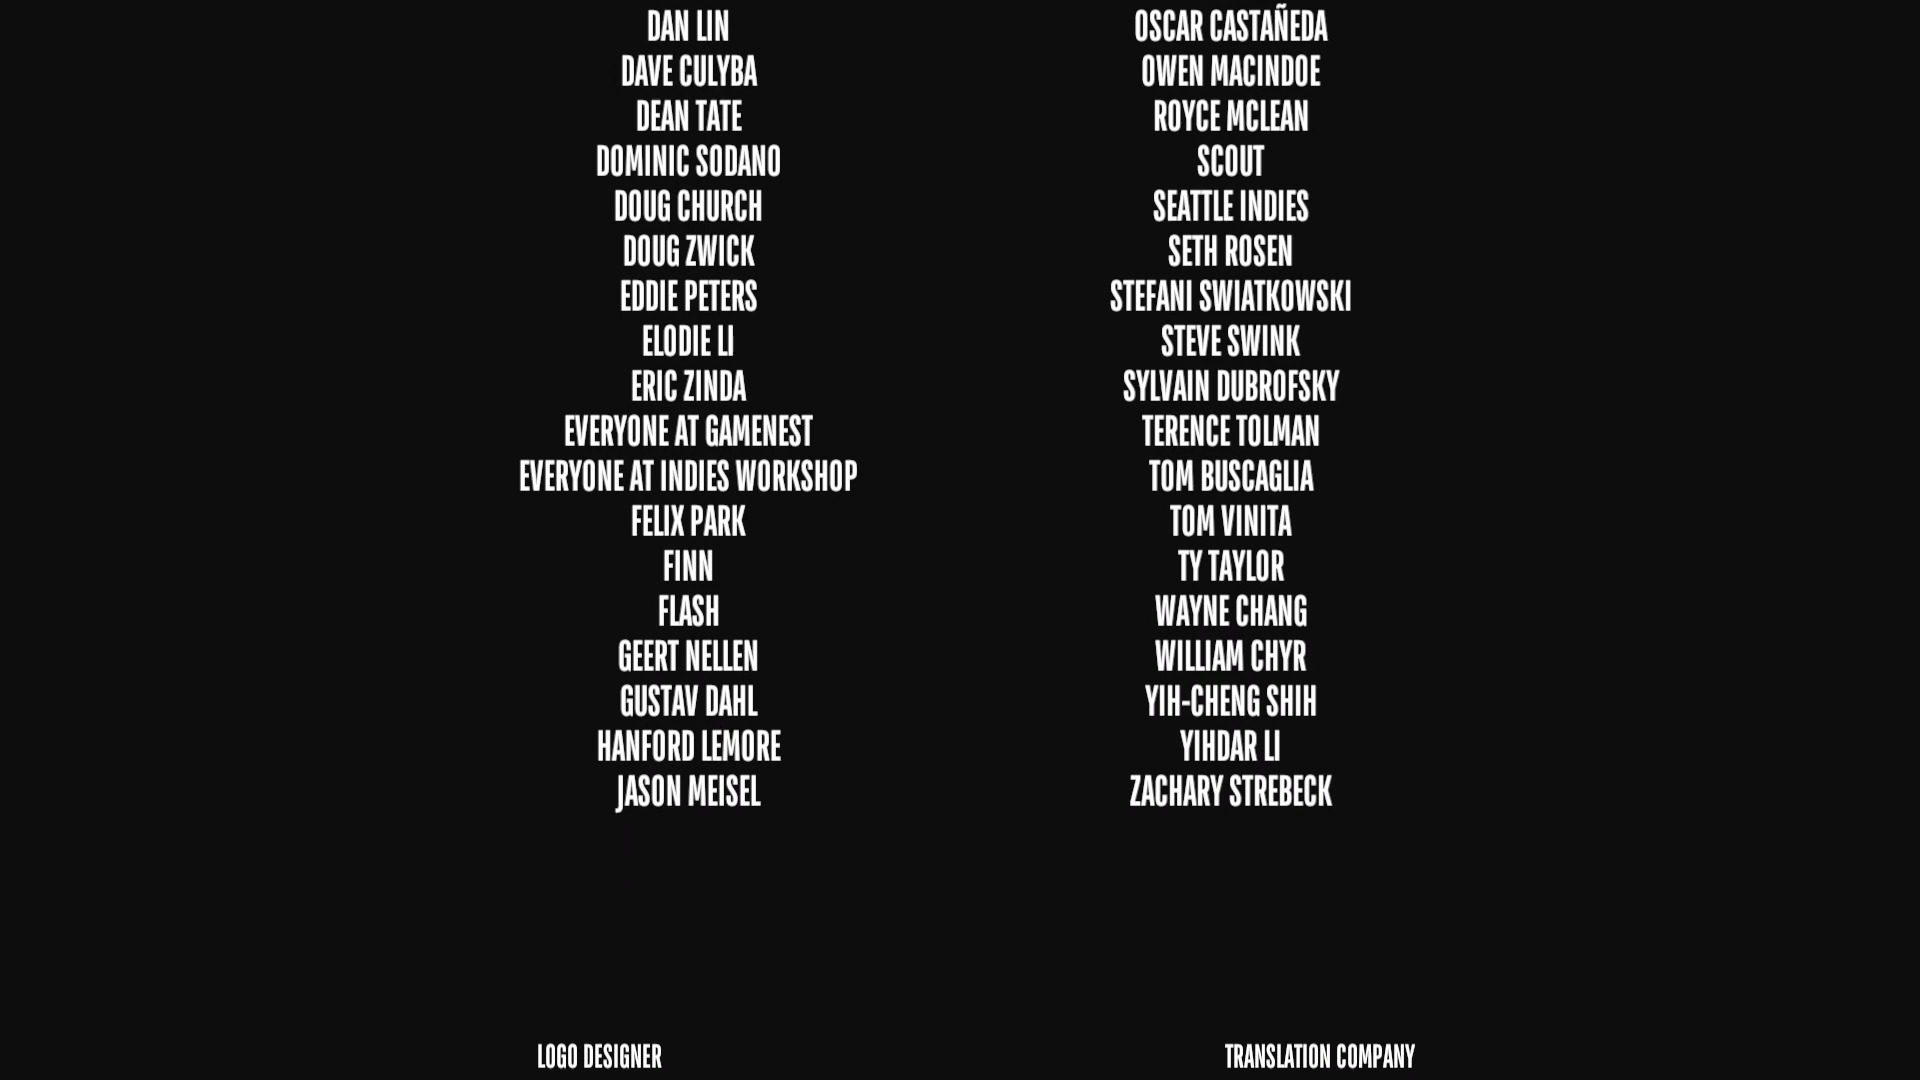 DAN LIN
DAVE CULYBA
DEAN TATE
DOMINIC SODANO
DOUG CHURCH
DOUG ZWICK
EDDIE PETERS
ELODIE LI
ERIC ZINDA
EVERYONE AT GAMENEST
EVERYONE AT INDIES WORKSHOP
FELIX PARK
FINN
FLASH
GEERT NELLEN
GUSTAV DAHL
HANFORD LEMORE
JASON MEISEL
OSCAR CASTAÑEDA
OWEN MACINDOE
ROYCE MCLEAN
SCOUT
SEATTLE INDIES
SETH ROSEN
STEFANI SWIATKOWSKI
STEVE SWINK
SYLVAIN DUBROFSKY
TERENCE TOLMAN
TOM BUSCAGLIA
TOM VINITA
TY TAYLOR
WAYNE CHANG
WILLIAM CHYR
YIH-CHENG SHIH
YIHDAR LI
ZACHARY STREBECK
LOGO DESIGNER
TRANSLATION COMPANY